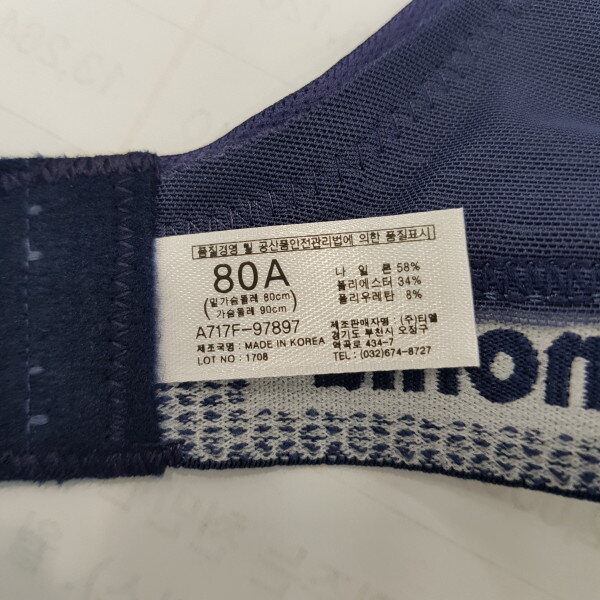 품질경영 및 공산품안전관리법에 의한 품질표시
80A
(밑가슴둘레 80cm)
(가슴둘레 90cm)
A717F-97897
제조국명 : MADE IN KOREA
LOT NO : 1708
나 일 론 58%
폴리에스터 34%
폴리우레탄 8%
제조판매자명 : (주)티엘
경기도 부천시 오정구
역곡로 434-7
TEL : (032)674-8727